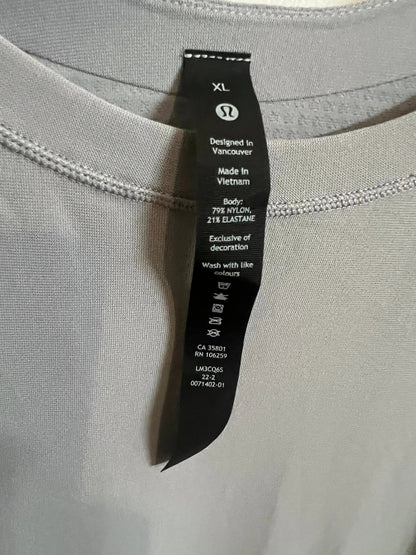 XL
Designed in
Vancouver
Made in
Vietnam
Body:
79% NYLON,
21% ELASTANE
Exclusive of
decoration
Wash with like
colours
CA 35801
RN 106259
LM3CQ6S
22-2
0071402-01